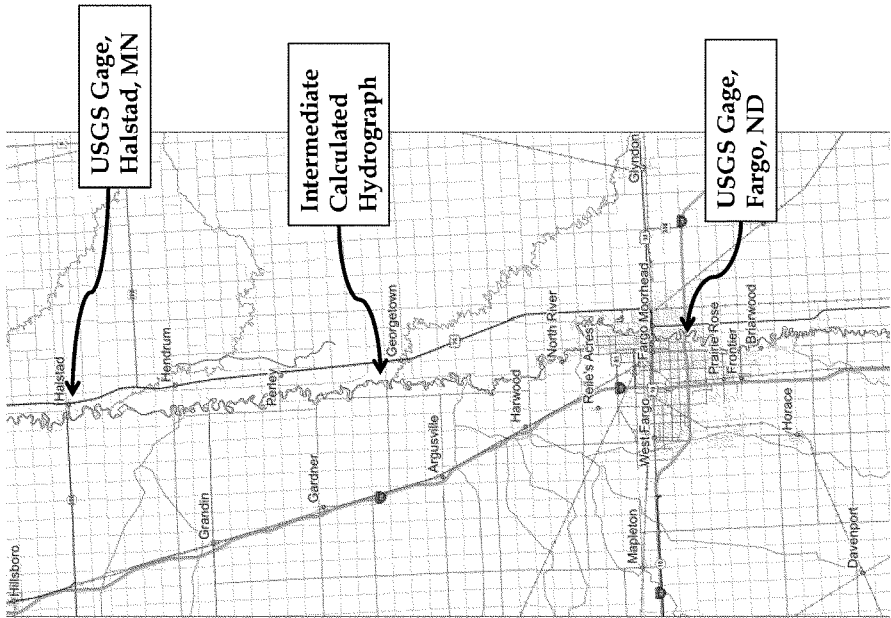 USGS Gage,
Halstad, MN
Intermediate
Calculated
Hydrograph
USGS Gage,
Fargo, ND
Hillsboro
Halstad
Hendrum
Grandin
Perley
Gardner
Georgetown
Argusville
Harwood
North River
Reile's Acres
West Fargo
Fargo
Moorhead
Glyndon
Mapleton
Prairie Rose
Frontier
Briarwood
Horace
Davenport